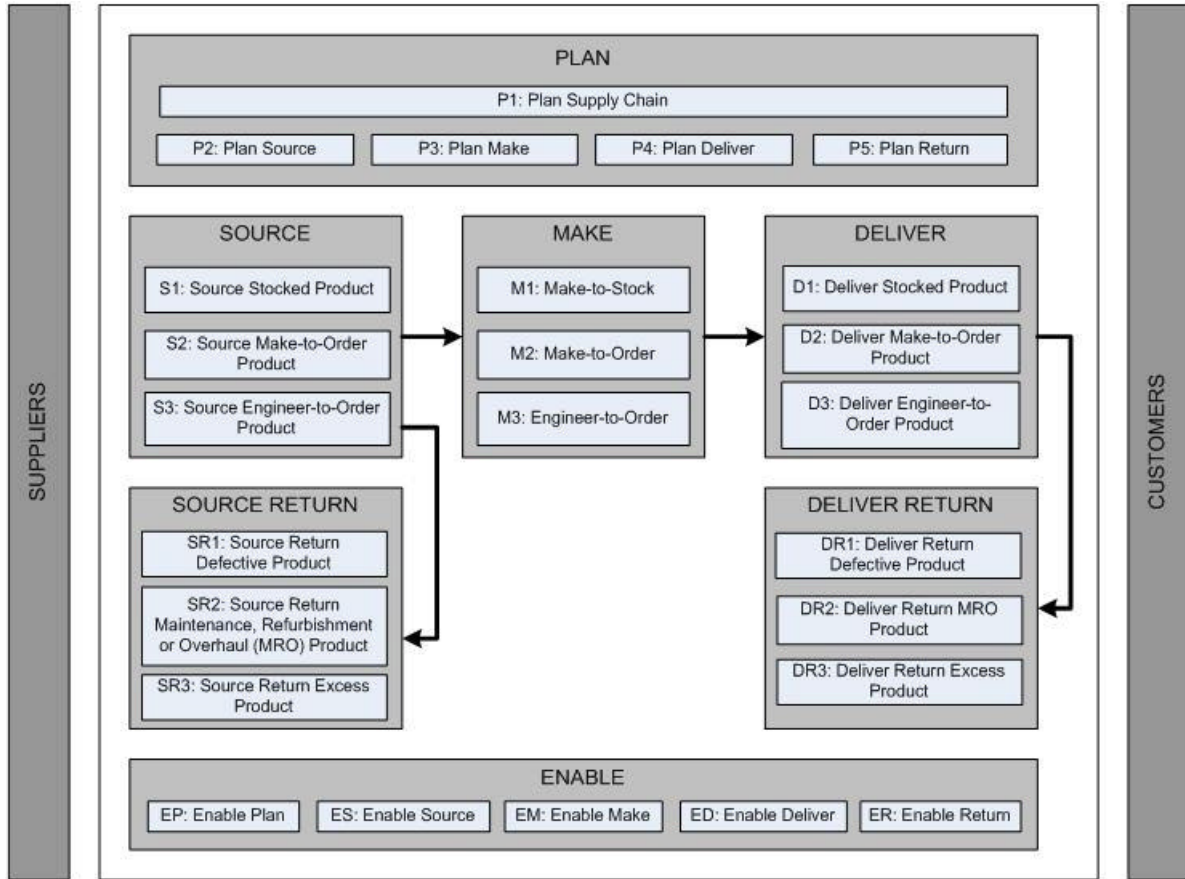 SUPPLIERS
PLAN
P1: Plan Supply Chain
P2: Plan Source
P3: Plan Make
P4: Plan Deliver
P5: Plan Return
SOURCE
S1: Source Stocked Product
S2: Source Make-to-Order
Product
S3: Source Engineer-to-Order
Product
MAKE
M1: Make-to-Stock
M2: Make-to-Order
M3: Engineer-to-Order
DELIVER
D1: Deliver Stocked Product
D2: Deliver Make-to-Order
Product
D3: Deliver Engineer-to-
Order Product
SOURCE RETURN
SR1: Source Return
Defective Product
SR2: Source Return
Maintenance, Refurbishment
or Overhaul (MRO) Product
SR3: Source Return Excess
Product
DELIVER RETURN
DR1: Deliver Return
Defective Product
DR2: Deliver Return MRO
Product
DR3: Deliver Return Excess
Product
ENABLE
EP: Enable Plan
ES: Enable Source
EM: Enable Make
ED: Enable Deliver
ER: Enable Return
CUSTOMERS